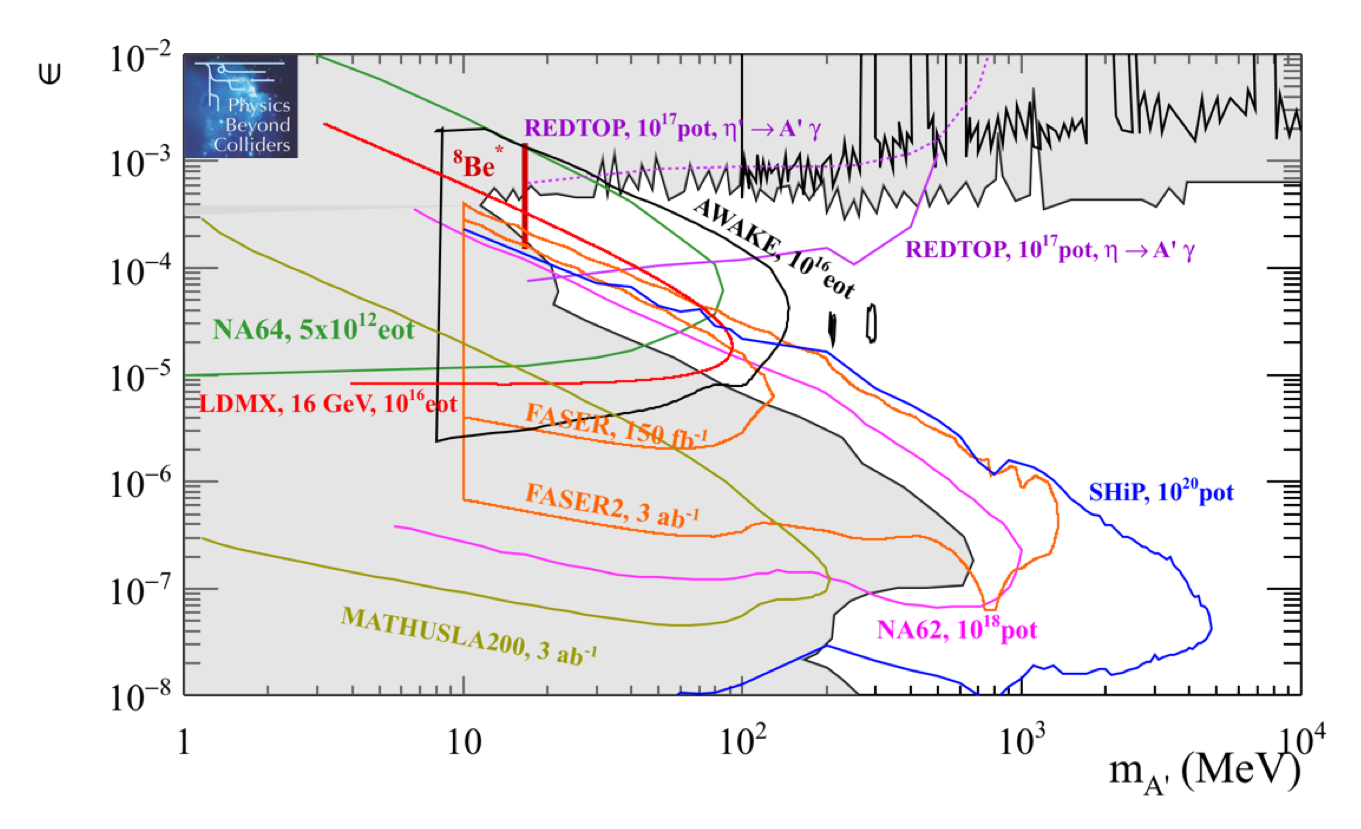 ∈
10⁻²
10⁻³
10⁻⁴
10⁻⁵
10⁻⁶
10⁻⁷
10⁻⁸
Physics
Beyond
Colliders
⁸Be*
REDTOP, 10¹⁷pot, η' → A' γ
AWAKE, 10¹⁶eot
REDTOP, 10¹⁷pot, η → A' γ
NA64, 5x10¹²eot
LDMX, 16 GeV, 10¹⁶eot
FASER, 150 fb⁻¹
FASER2, 3 ab⁻¹
SHiP, 10²⁰pot
MATHUSLA200, 3 ab⁻¹
NA62, 10¹⁸pot
1 10 10² 10³ 10⁴
m_A' (MeV)